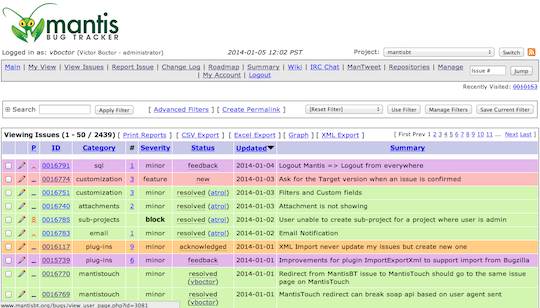 mantis
BUG TRACKER
Logged in as: vboctor (Victor Boctor - administrator) 2014-01-05 12:02 PST Project: mantisbt Switch
Main | My View | View Issues | Report Issue | Change Log | Roadmap | Summary | Wiki | IRC Chat | ManTweet | Repositories | Manage
| My Account | Logout Issue # Jump
Recently Visited: 0010153
Search Apply Filter [ Advanced Filters ] [ Create Permalink ] [Reset Filter] Use Filter Manage Filters Save Current Filter
Viewing Issues (1 - 50 / 2439) [ Print Reports ] [ CSV Export ] [ Excel Export ] [ Graph ] [ XML Export ] [ First Prev 1 2 3 4 5 6 7 8 9 10 11 ... Next Last ]
P ID Category # Severity Status Updated Summary
0016791 sql 1 minor feedback 2014-01-04 Logout Mantis => Logout from everywhere
0016774 customization 3 feature new 2014-01-04 Ask for the Target version when an issue is confirmed
0016751 customization 3 minor resolved (atrol) 2014-01-03 Filters and Custom fields
0016740 attachments 2 minor resolved (atrol) 2014-01-03 Attachment is not showing
0016785 sub-projects block resolved (atrol) 2014-01-02 User unable to create sub-project for a project where user is admin
0016783 email 1 minor resolved (atrol) 2014-01-02 Email Notification
0016117 plug-ins 9 minor acknowledged 2014-01-01 XML Import never update my issues but create new one
0015739 plug-ins 6 minor feedback 2014-01-01 Improvements for plugin ImportExportXml to support import from Bugzilla
0016770 mantistouch minor resolved 2014-01-01 Redirect from MantisBT issue to MantisTouch should go to the same issue
(vboctor) page on MantisTouch
0016769 mantistouch minor resolved 2014-01-01 MantisTouch redirect can break soap api based on user agent
(vboctor) sent
www.mantisbt.org/bugs/view_user_page.php?id=3081